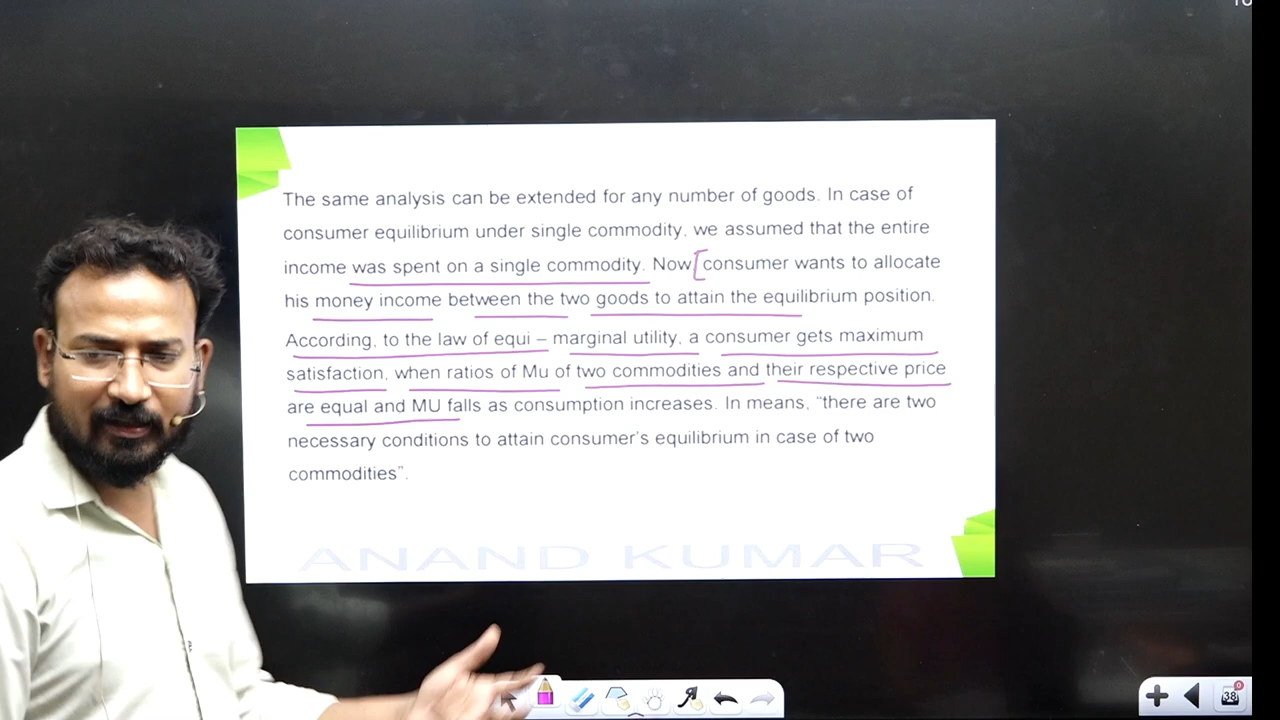 The same analysis can be extended for any number of goods. In case of
consumer equilibrium under single commodity, we assumed that the entire
income was spent on a single commodity. Now consumer wants to allocate
his money income between the two goods to attain the equilibrium position.
According, to the law of equi – marginal utility, a consumer gets maximum
satisfaction, when ratios of Mu of two commodities and their respective price
are equal and MU falls as consumption increases. In means, “there are two
necessary conditions to attain consumer’s equilibrium in case of two
commodities”.
ANAND KUMAR
38